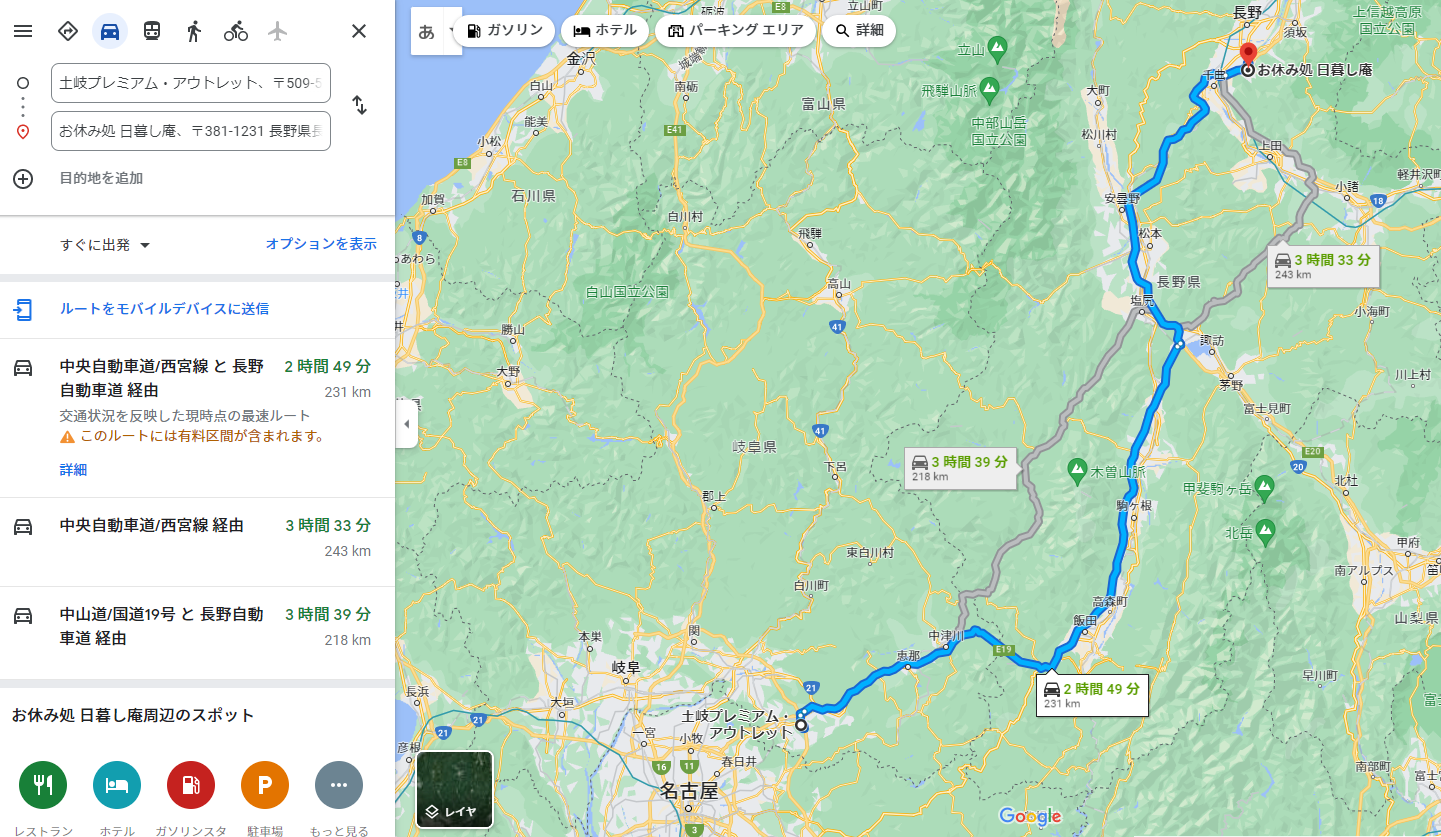 土岐プレミアム・アウトレット、〒509-5
お休み処 日暮し庵、〒381-1231 長野県長
目的地を追加
すぐに出発
オプションを表示
ルートをモバイルデバイスに送信
中央自動車道/西宮線 と 長野自動車道 経由
2 時間 49 分
231 km
交通状況を反映した現時点の最速ルート
このルートには有料区間が含まれます。
詳細
中央自動車道/西宮線 経由
3 時間 33 分
243 km
中山道/国道19号 と 長野自動車道 経由
3 時間 39 分
218 km
お休み処 日暮し庵周辺のスポット
レストラン
ホテル
ガソリンスタ
駐車場
もっと見る
あ
ガソリン
ホテル
パーキング エリア
詳細
砺波
E8
立山町
長野
須坂
上信越高原
国立公園
金沢
城端線
立山
千曲
お休み処 日暮し庵
白山
南砺
飛騨山脈
大町
富山県
能美
E41
中部山岳
国立公園
松川村
小松
E8
上田
軽井沢町
小諸
18
加賀
石川県
白川村
安曇野
8
飛騨
松本
あわら
3 時間 33 分
243 km
白山国立公園
高山
長野県
塩尻
井
41
小海町
勝山
諏訪
大野
川上村
茅野
富士見町
41
岐阜県
E20
20
3 時間 39 分
218 km
下呂
木曽山脈
北杜
甲斐駒ヶ岳
郡上
駒ヶ根
北岳
甲府
東白川村
南アルプス
白川町
高森町
飯田
山梨県
関
本巣
中津川
E19
岐阜
恵那
早川町
21
2 時間 49 分
231 km
長浜
大垣
土岐プレミアム・
アウトレット
21
21
一宮
小牧
彦根
春日井
16
11
南部町
名古屋
レイヤ
3
Google